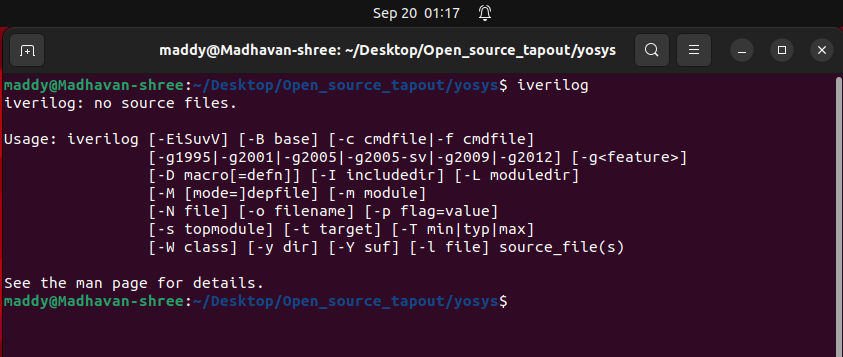 Sep 20 01:17
maddy@Madhavan-shree: ~/Desktop/Open_source_tapout/yosys
maddy@Madhavan-shree:~/Desktop/Open_source_tapout/yosys$ iverilog
iverilog: no source files.
Usage: iverilog [-EiSuvV] [-B base] [-c cmdfile|-f cmdfile]
[-g1995|-g2001|-g2005|-g2005-sv|-g2009|-g2012] [-g<feature>]
[-D macro[=defn]] [-I includedir] [-L moduledir]
[-M [mode=]depfile] [-m module]
[-N file] [-o filename] [-p flag=value]
[-s topmodule] [-t target] [-T min|typ|max]
[-W class] [-y dir] [-Y suf] [-l file] source_file(s)
See the man page for details.
maddy@Madhavan-shree:~/Desktop/Open_source_tapout/yosys$